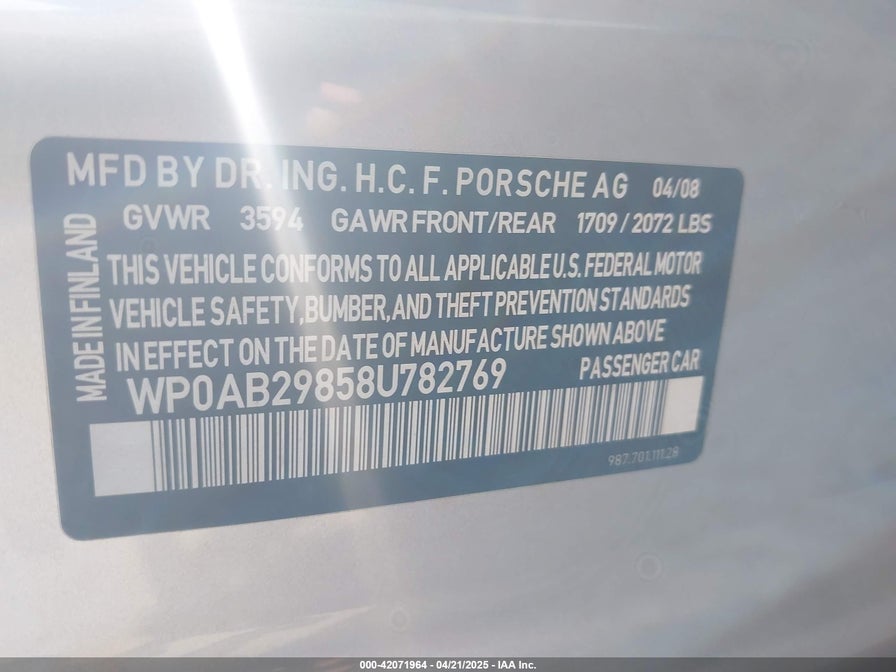 MFD BY DR. ING. H.C. F. PORSCHE AG 04/08
GVWR 3594 GAWR FRONT/REAR 1709 / 2072 LBS
THIS VEHICLE CONFORMS TO ALL APPLICABLE U.S. FEDERAL MOTOR
VEHICLE SAFETY, BUMBER, AND THEFT PREVENTION STANDARDS
IN EFFECT ON THE DATE OF MANUFACTURE SHOWN ABOVE
WP0AB29858U782769 PASSENGER CAR
MADE IN FINLAND
987.701.111.28
000-42071964 - 04/21/2025 - IAA Inc.